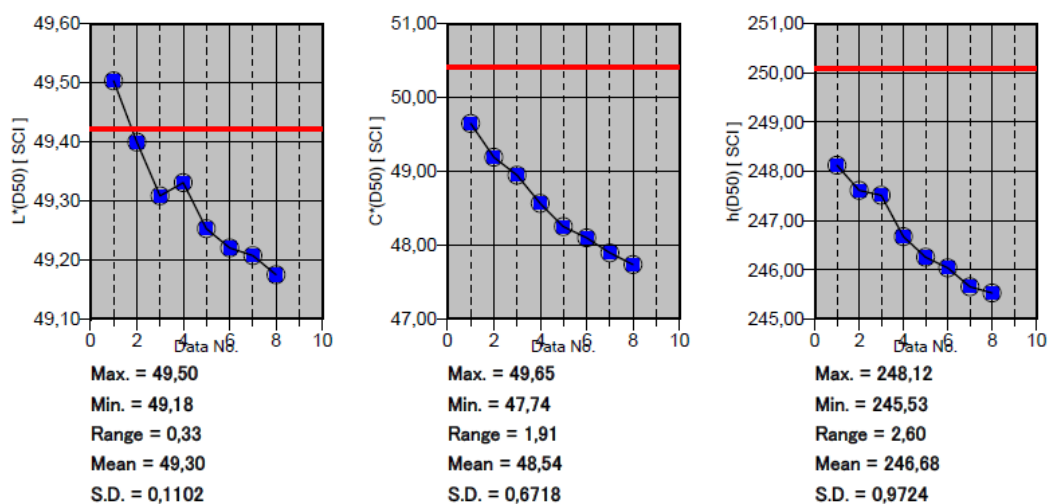 49,60
49,50
49,40
49,30
49,20
49,10
L*(D50) [ SCI ]
0 2 4 6 8 10
Data No.
Max. = 49,50
Min. = 49,18
Range = 0,33
Mean = 49,30
S.D. = 0,1102
51,00
50,00
49,00
48,00
47,00
C*(D50) [ SCI ]
0 2 4 6 8 10
Data No.
Max. = 49,65
Min. = 47,74
Range = 1,91
Mean = 48,54
S.D. = 0,6718
251,00
250,00
249,00
248,00
247,00
246,00
245,00
h(D50) [ SCI ]
0 2 4 6 8 10
Data No.
Max. = 248,12
Min. = 245,53
Range = 2,60
Mean = 246,68
S.D. = 0,9724